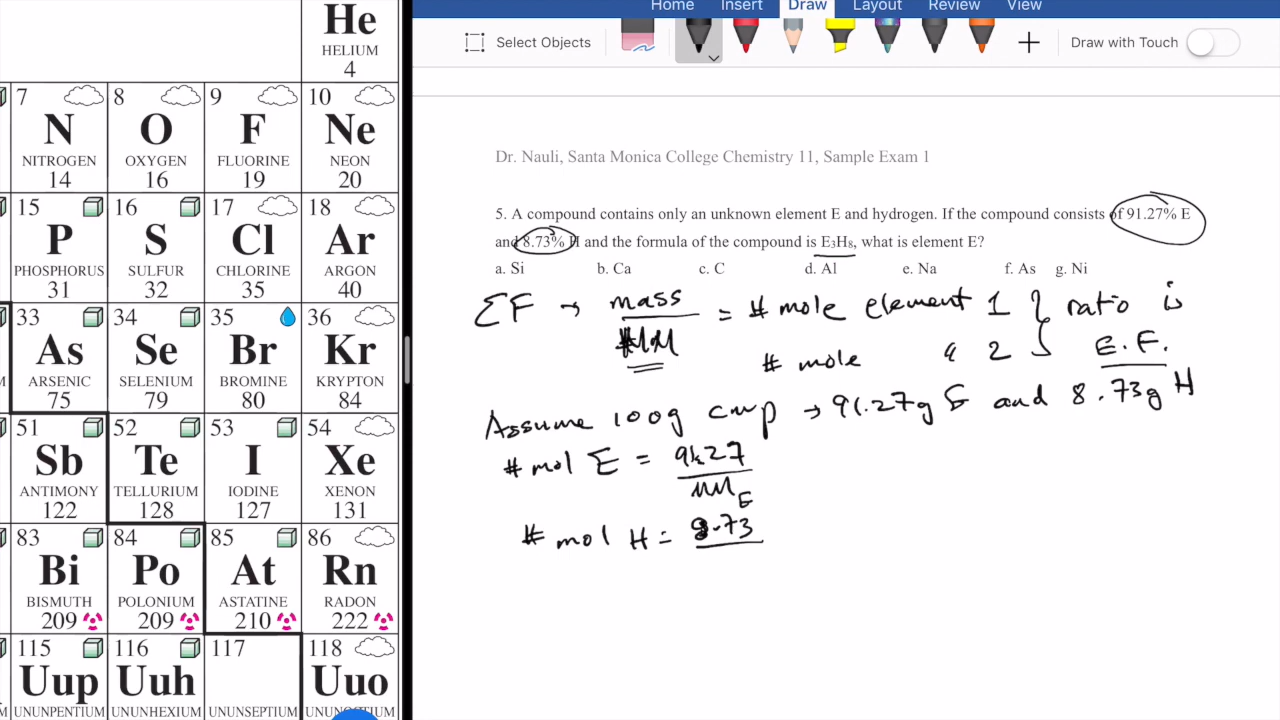 He
HELIUM
4
7 8 9 10
N O F Ne
NITROGEN OXYGEN FLUORINE NEON
14 16 19 20
15 16 17 18
P S Cl Ar
PHOSPHORUS SULFUR CHLORINE ARGON
31 32 35 40
33 34 35 36
As Se Br Kr
ARSENIC SELENIUM BROMINE KRYPTON
75 79 80 84
51 52 53 54
Sb Te I Xe
ANTIMONY TELLURIUM IODINE XENON
122 128 127 131
83 84 85 86
Bi Po At Rn
BISMUTH POLONIUM ASTATINE RADON
209 209 210 222
115 116 117 118
Uup Uuh Uuo
UNUNPENTIUM UNUNHEXIUM UNUNSEPTIUM
Home Insert Draw Layout Review View
Select Objects Draw with Touch
Dr. Nauli, Santa Monica College Chemistry 11, Sample Exam 1
5. A compound contains only an unknown element E and hydrogen. If the compound consists of 91.27% E
and 8.73% H and the formula of the compound is E₃H₈, what is element E?
a. Si b. Ca c. C d. Al e. Na f. As g. Ni
EF → mass = # mole element 1 } ratio is
MM # mole " 2 E.F.
Assume 100g cmp → 91.27g E and 8.73g H
# mol E = 91.27
MM E
# mol H = 8.73